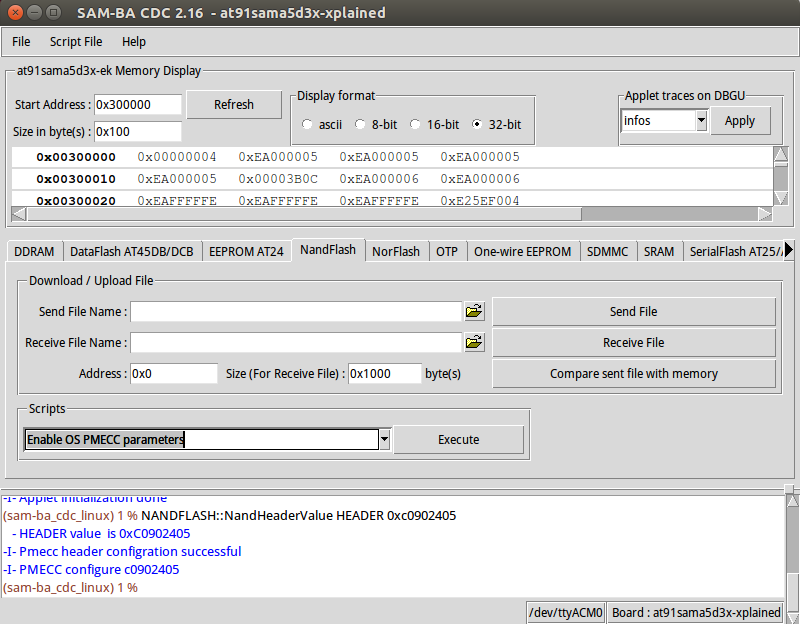 SAM-BA CDC 2.16 - at91sama5d3x-xplained
File Script File Help
at91sama5d3x-ek Memory Display
Start Address : 0x300000 Refresh
Size in byte(s) : 0x100
Display format
ascii 8-bit 16-bit 32-bit
Applet traces on DBGU
infos Apply
0x00300000 0x00000004 0xEA000005 0xEA000005 0xEA000005
0x00300010 0xEA000005 0x00003B0C 0xEA000006 0xEA000006
0x00300020 0xEAFFFFFE 0xEAFFFFFE 0xEAFFFFFE 0xE25EF004
DDRAM DataFlash AT45DB/DCB EEPROM AT24 NandFlash NorFlash OTP One-wire EEPROM SDMMC SRAM SerialFlash AT25/
Download / Upload File
Send File Name : Send File
Receive File Name : Receive File
Address : 0x0 Size (For Receive File) : 0x1000 byte(s) Compare sent file with memory
Scripts
Enable OS PMECC parameters Execute
-I- Applet initialization done
(sam-ba_cdc_linux) 1 % NANDFLASH::NandHeaderValue HEADER 0xc0902405
- HEADER value is 0xC0902405
-I- Pmecc header configration successful
-I- PMECC configure c0902405
(sam-ba_cdc_linux) 1 %
/dev/ttyACM0 Board : at91sama5d3x-xplained